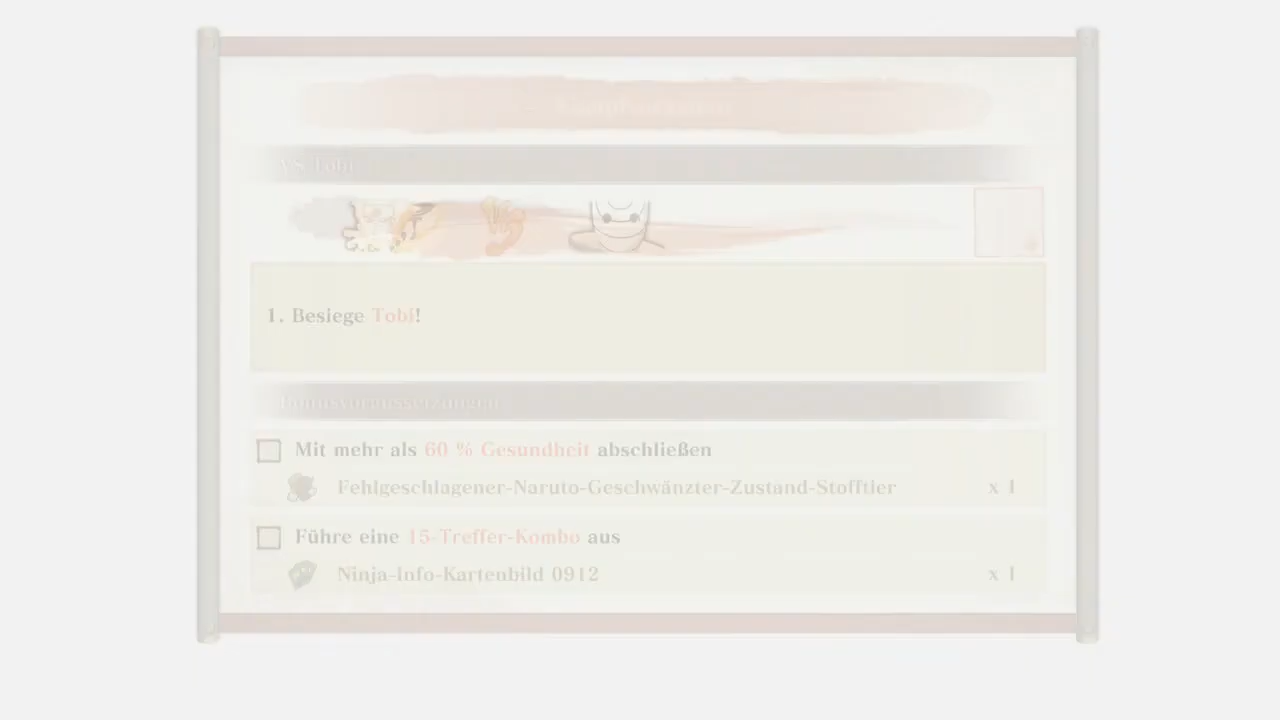 VS Tobi
1. Besiege Tobi!
Bonusvoraussetzungen
Mit mehr als 60 % Gesundheit abschließen
Fehlgeschlagener-Naruto-Geschwänzter-Zustand-Stofftier x 1
Führe eine 15-Treffer-Kombo aus
Ninja-Info-Kartenbild 0912 x 1